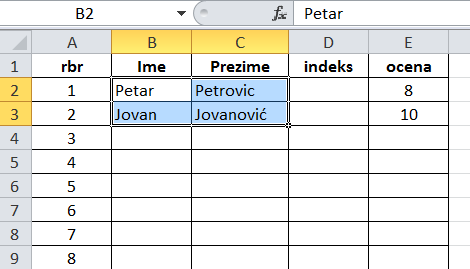 B2 fx Petar
A B C D E
1 rbr Ime Prezime indeks ocena
2 1 Petar Petrovic 8
3 2 Jovan Jovanović 10
4 3
5 4
6 5
7 6
8 7
9 8